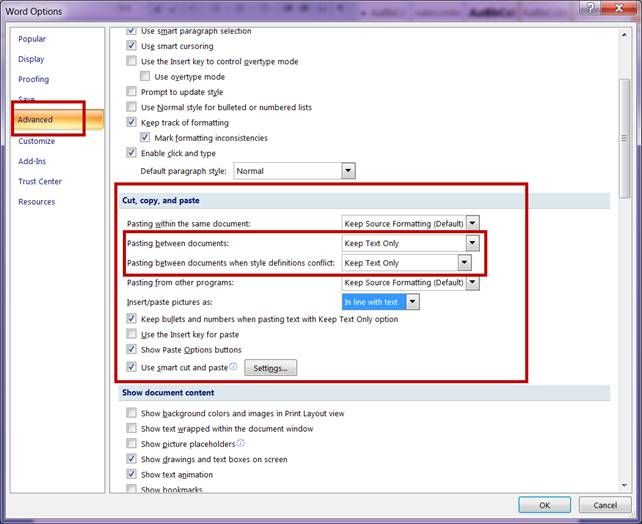 Word Options
Popular
Display
Proofing
Save
Advanced
Customize
Add-Ins
Trust Center
Resources
Use smart paragraph selection
Use smart cursoring
Use the Insert key to control overtype mode
Use overtype mode
Prompt to update style
Use Normal style for bulleted or numbered lists
Keep track of formatting
Mark formatting inconsistencies
Enable click and type
Default paragraph style: Normal
Cut, copy, and paste
Pasting within the same document: Keep Source Formatting (Default)
Pasting between documents: Keep Text Only
Pasting between documents when style definitions conflict: Keep Text Only
Pasting from other programs: Keep Source Formatting (Default)
Insert/paste pictures as: In line with text
Keep bullets and numbers when pasting text with Keep Text Only option
Use the Insert key for paste
Show Paste Options buttons
Use smart cut and paste Settings...
Show document content
Show background colors and images in Print Layout view
Show text wrapped within the document window
Show picture placeholders
Show drawings and text boxes on screen
Show text animation
Show bookmarks
OK Cancel